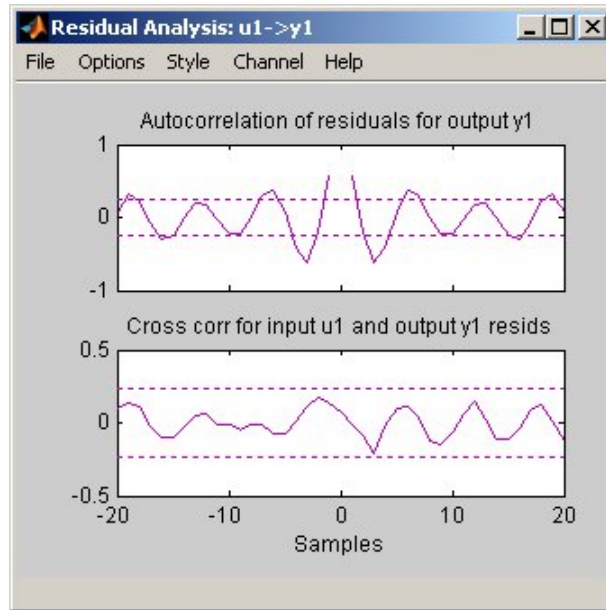 Residual Analysis: u1->y1
File Options Style Channel Help
Autocorrelation of residuals for output y1
1
0
-1
Cross corr for input u1 and output y1 resids
0.5
0
-0.5
-20 -10 0 10 20
Samples